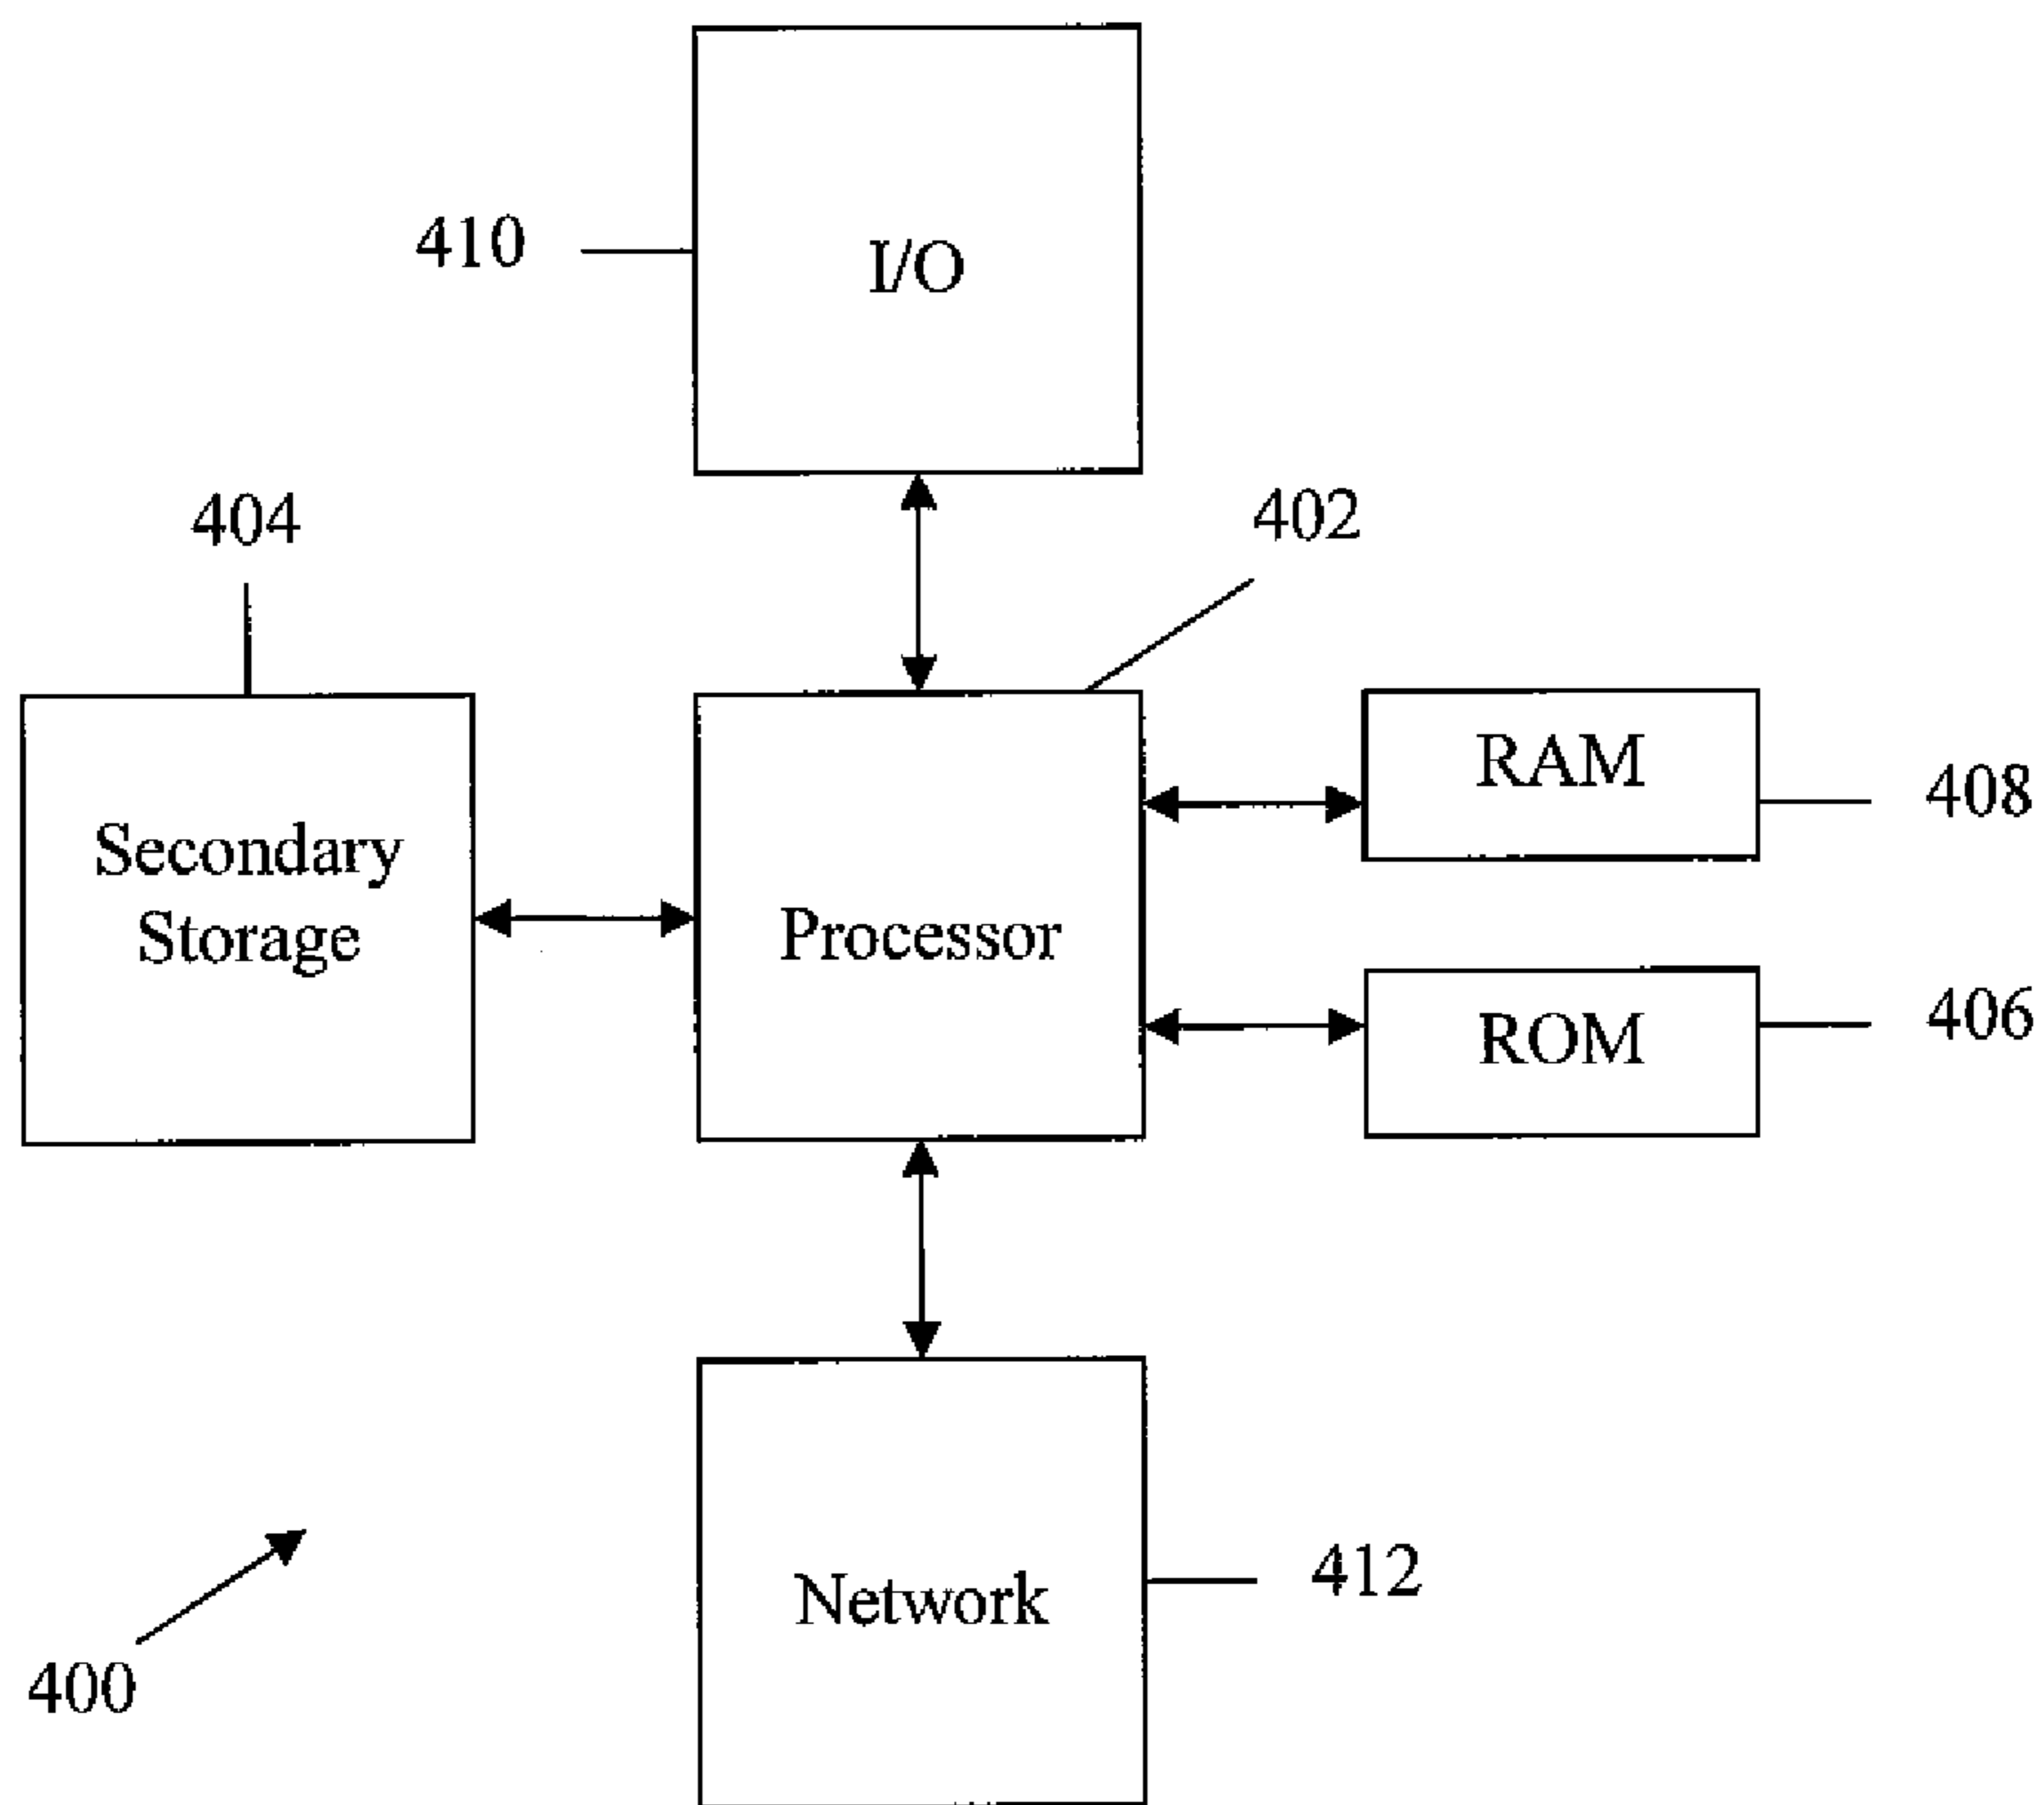 410
I/O
404
402
Secondary
Storage
Processor
RAM
408
ROM
406
Network
412
400